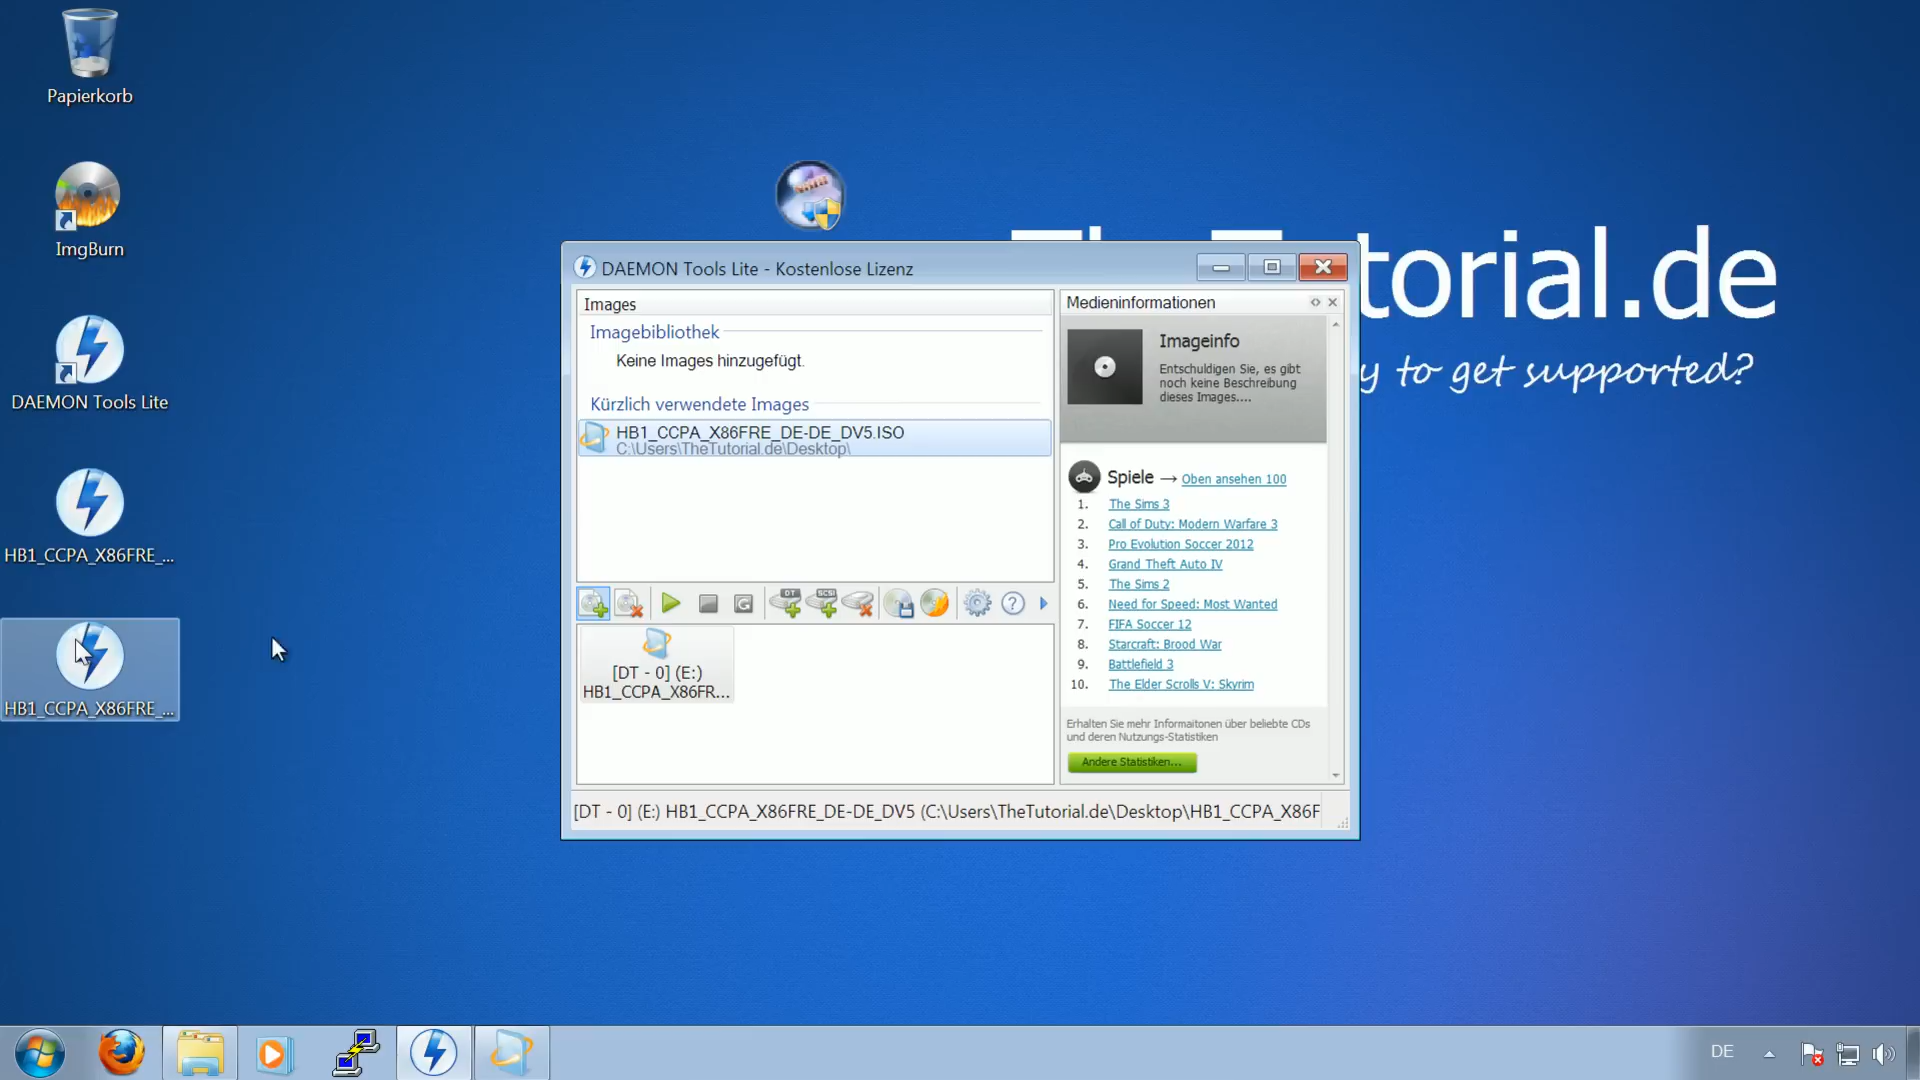 Papierkorb
ImgBurn
DAEMON Tools Lite
HB1_CCPA_X86FRE_...
HB1_CCPA_X86FRE_...
torial.de
y to get supported?
DAEMON Tools Lite - Kostenlose Lizenz
Images
Imagebibliothek
Keine Images hinzugefügt.
Kürzlich verwendete Images
HB1_CCPA_X86FRE_DE-DE_DV5.ISO
C:\Users\TheTutorial.de\Desktop\
DT
SCSI
[DT - 0] (E:)
HB1_CCPA_X86FR...
Medieninformationen
Imageinfo
Entschuldigen Sie, es gibt
noch keine Beschreibung
dieses Images....
Spiele → Oben ansehen 100
1. The Sims 3
2. Call of Duty: Modern Warfare 3
3. Pro Evolution Soccer 2012
4. Grand Theft Auto IV
5. The Sims 2
6. Need for Speed: Most Wanted
7. FIFA Soccer 12
8. Starcraft: Brood War
9. Battlefield 3
10. The Elder Scrolls V: Skyrim
Erhalten Sie mehr Informaitonen über beliebte CDs
und deren Nutzungs-Statistiken
Andere Statistiken...
[DT - 0] (E:) HB1_CCPA_X86FRE_DE-DE_DV5 (C:\Users\TheTutorial.de\Desktop\HB1_CCPA_X86F
DE